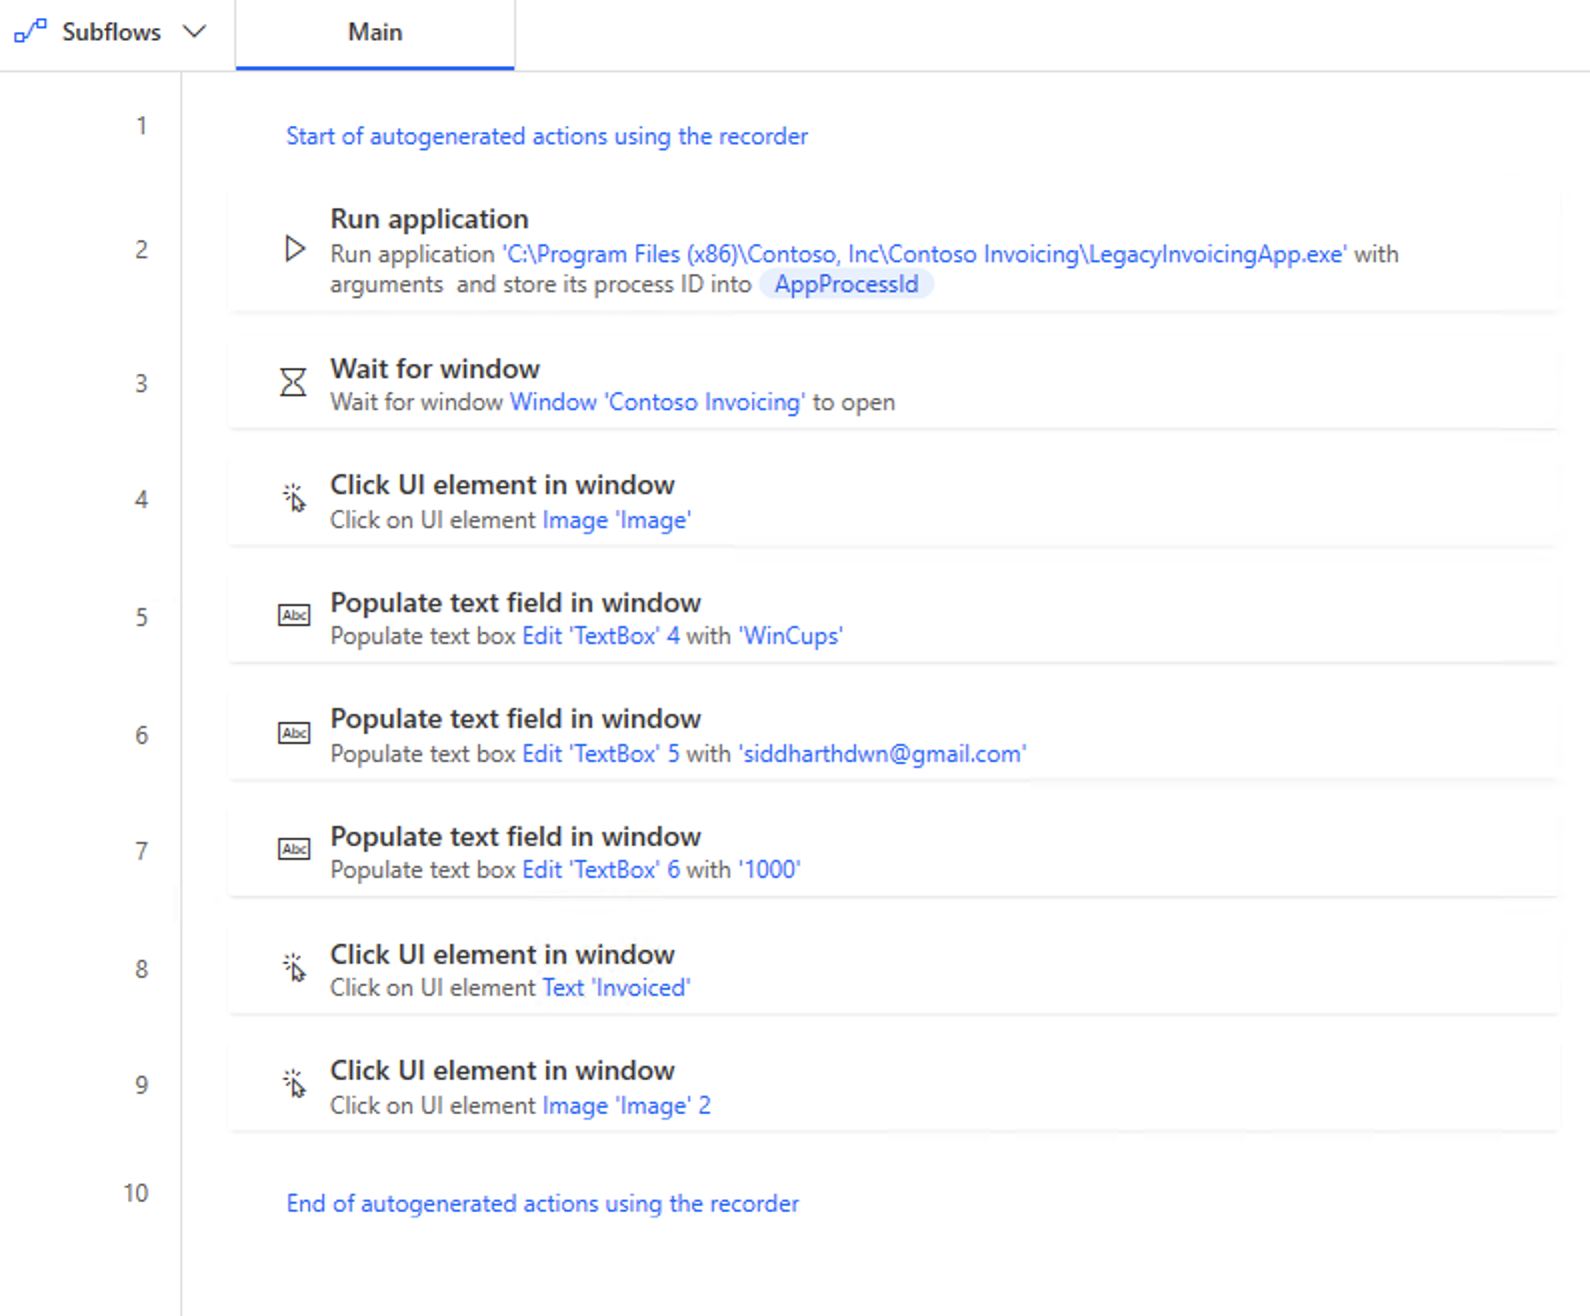 Subflows
Main
1
Start of autogenerated actions using the recorder
2
Run application
Run application 'C:\Program Files (x86)\Contoso, Inc\Contoso Invoicing\LegacyInvoicingApp.exe' with
arguments  and store its process ID into AppProcessId
3
Wait for window
Wait for window Window 'Contoso Invoicing' to open
4
Click UI element in window
Click on UI element Image 'Image'
5
Abc
Populate text field in window
Populate text box Edit 'TextBox' 4 with 'WinCups'
6
Abc
Populate text field in window
Populate text box Edit 'TextBox' 5 with 'siddharthdwn@gmail.com'
7
Abc
Populate text field in window
Populate text box Edit 'TextBox' 6 with '1000'
8
Click UI element in window
Click on UI element Text 'Invoiced'
9
Click UI element in window
Click on UI element Image 'Image' 2
10
End of autogenerated actions using the recorder